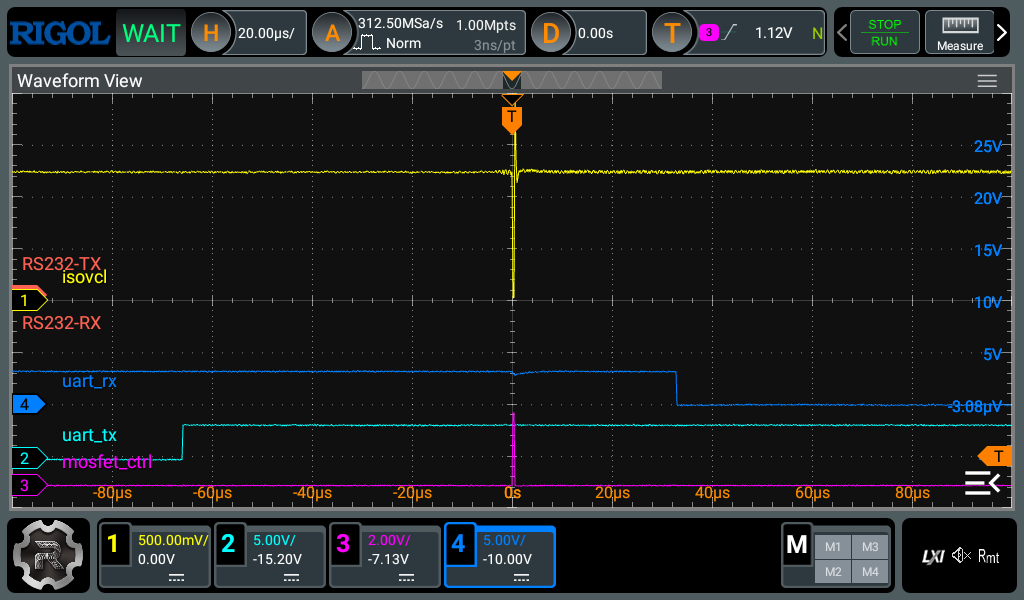 RIGOL WAIT H 20.00µs/ A 312.50MSa/s 1.00Mpts D 0.00s T 3 1.12V N STOP
Norm 3ns/pt RUN Measure
Waveform View
T
25V
20V
15V
RS232-TX
isovcl
1 10V
RS232-RX
5V
uart_rx
4 -3.08µV
uart_tx
2 mosfet_ctrl T
3
-80µs -60µs -40µs -20µs 0s 20µs 40µs 60µs 80µs
1 500.00mV/ 2 5.00V/ 3 2.00V/ 4 5.00V/ M M1 M3
0.00V -15.20V -7.13V -10.00V M2 M4
R LXI Rmt